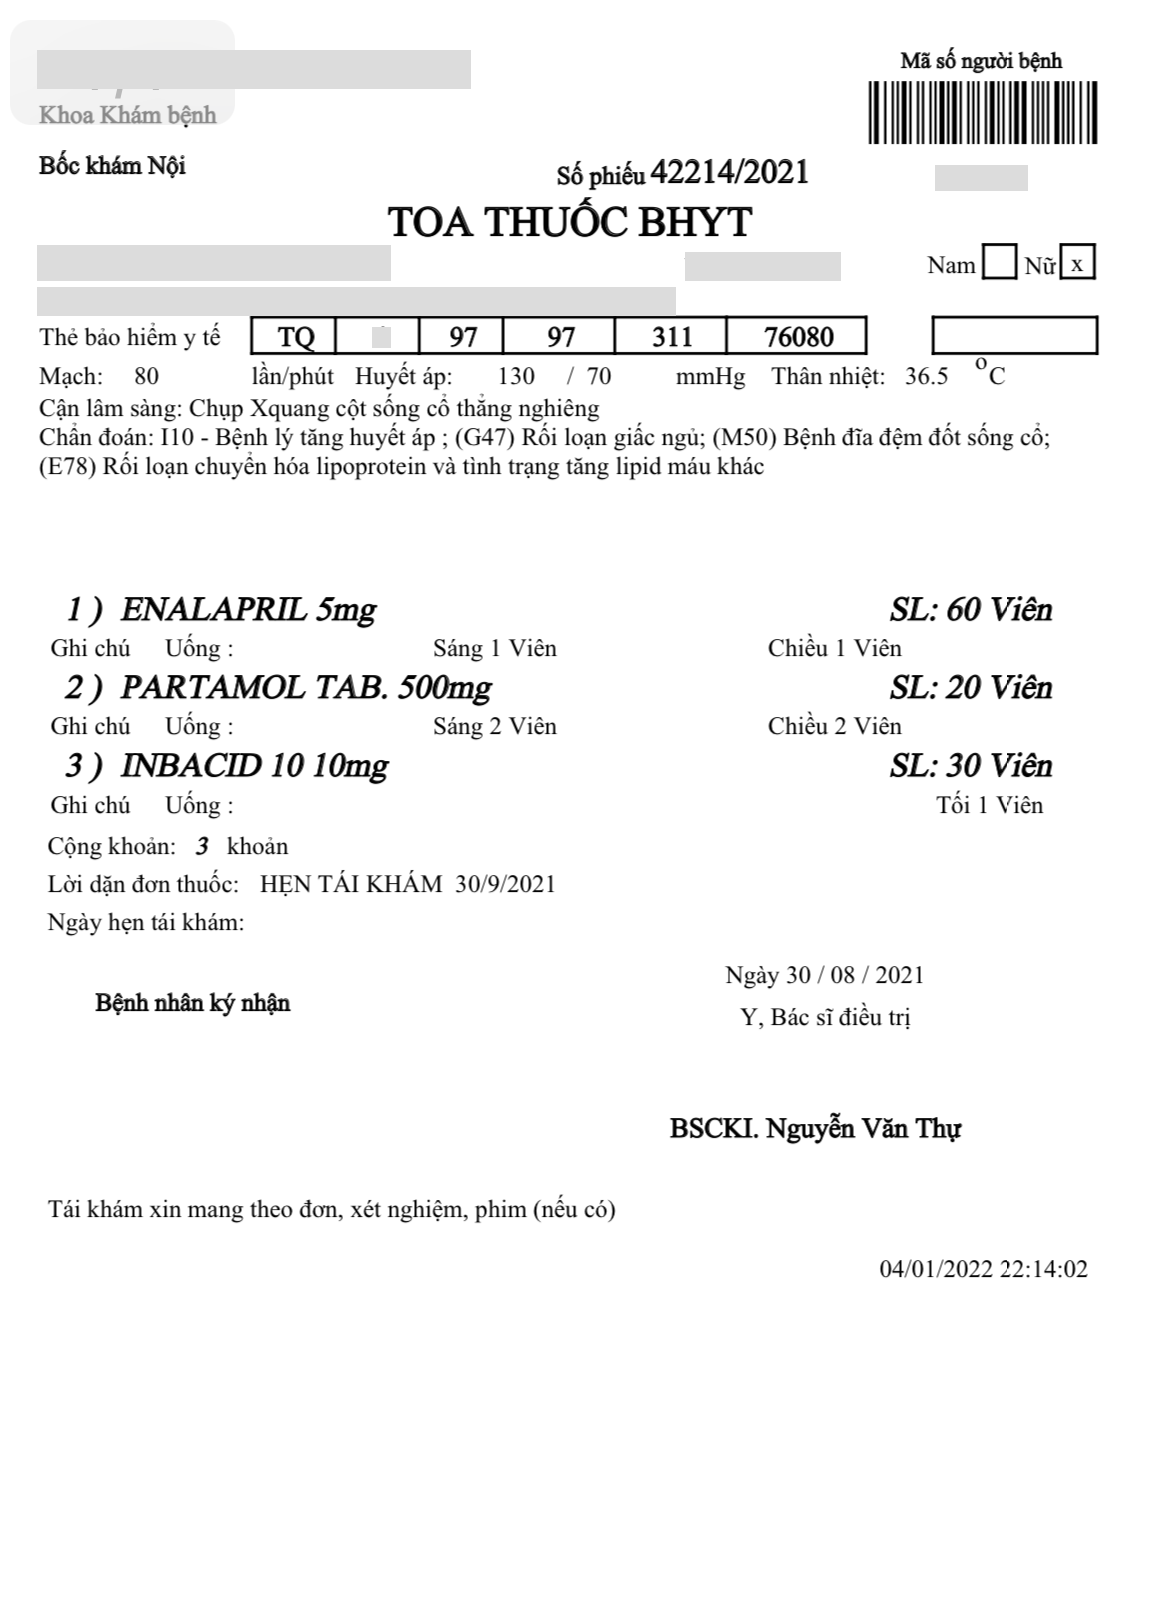 Mã số người bệnh
Khoa Khám bệnh
Bốc khám Nội
Số phiếu 42214/2021
TOA THUỐC BHYT
Nam Nữ x
Thẻ bảo hiểm y tế TQ 97 97 311 76080
Mạch: 80 lần/phút Huyết áp: 130 / 70 mmHg Thân nhiệt: 36.5 °C
Cận lâm sàng: Chụp Xquang cột sống cổ thẳng nghiêng
Chẩn đoán: I10 - Bệnh lý tăng huyết áp ; (G47) Rối loạn giấc ngủ; (M50) Bệnh đĩa đệm đốt sống cổ;
(E78) Rối loạn chuyển hóa lipoprotein và tình trạng tăng lipid máu khác
1 ) ENALAPRIL 5mg SL: 60 Viên
Ghi chú Uống : Sáng 1 Viên Chiều 1 Viên
2 ) PARTAMOL TAB. 500mg SL: 20 Viên
Ghi chú Uống : Sáng 2 Viên Chiều 2 Viên
3 ) INBACID 10 10mg SL: 30 Viên
Ghi chú Uống : Tối 1 Viên
Cộng khoản: 3 khoản
Lời dặn đơn thuốc: HẸN TÁI KHÁM 30/9/2021
Ngày hẹn tái khám:
Ngày 30 / 08 / 2021
Bệnh nhân ký nhận
Y, Bác sĩ điều trị
BSCKI. Nguyễn Văn Thự
Tái khám xin mang theo đơn, xét nghiệm, phim (nếu có)
04/01/2022 22:14:02